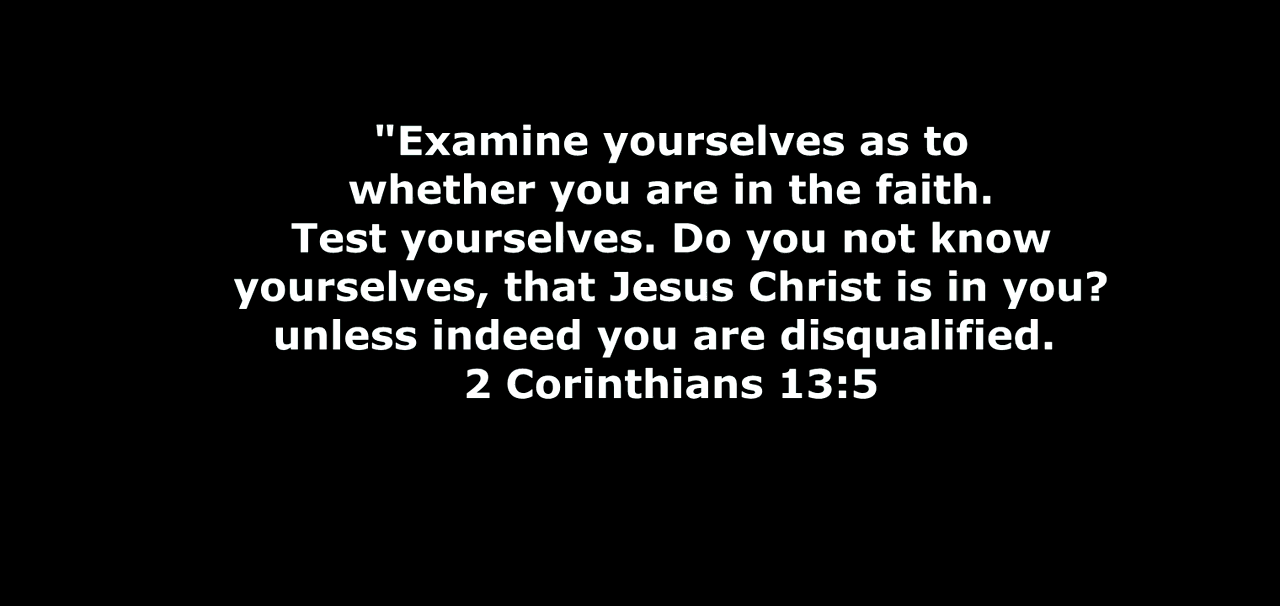 "Examine yourselves as to
whether you are in the faith.
Test yourselves. Do you not know
yourselves, that Jesus Christ is in you?
unless indeed you are disqualified.
2 Corinthians 13:5